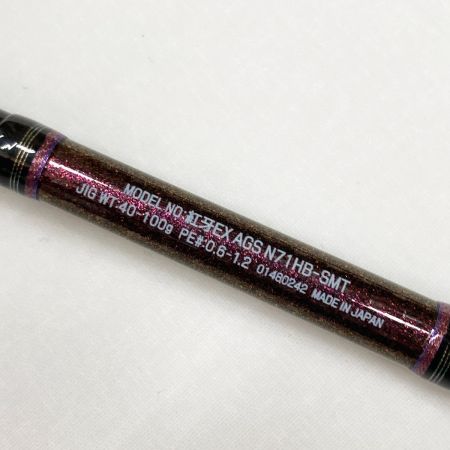 MODEL NO.紅牙EX AGS N71HB-SMT
JIG WT:40-100g PE#:0.6-1.2 01480242 MADE IN JAPAN